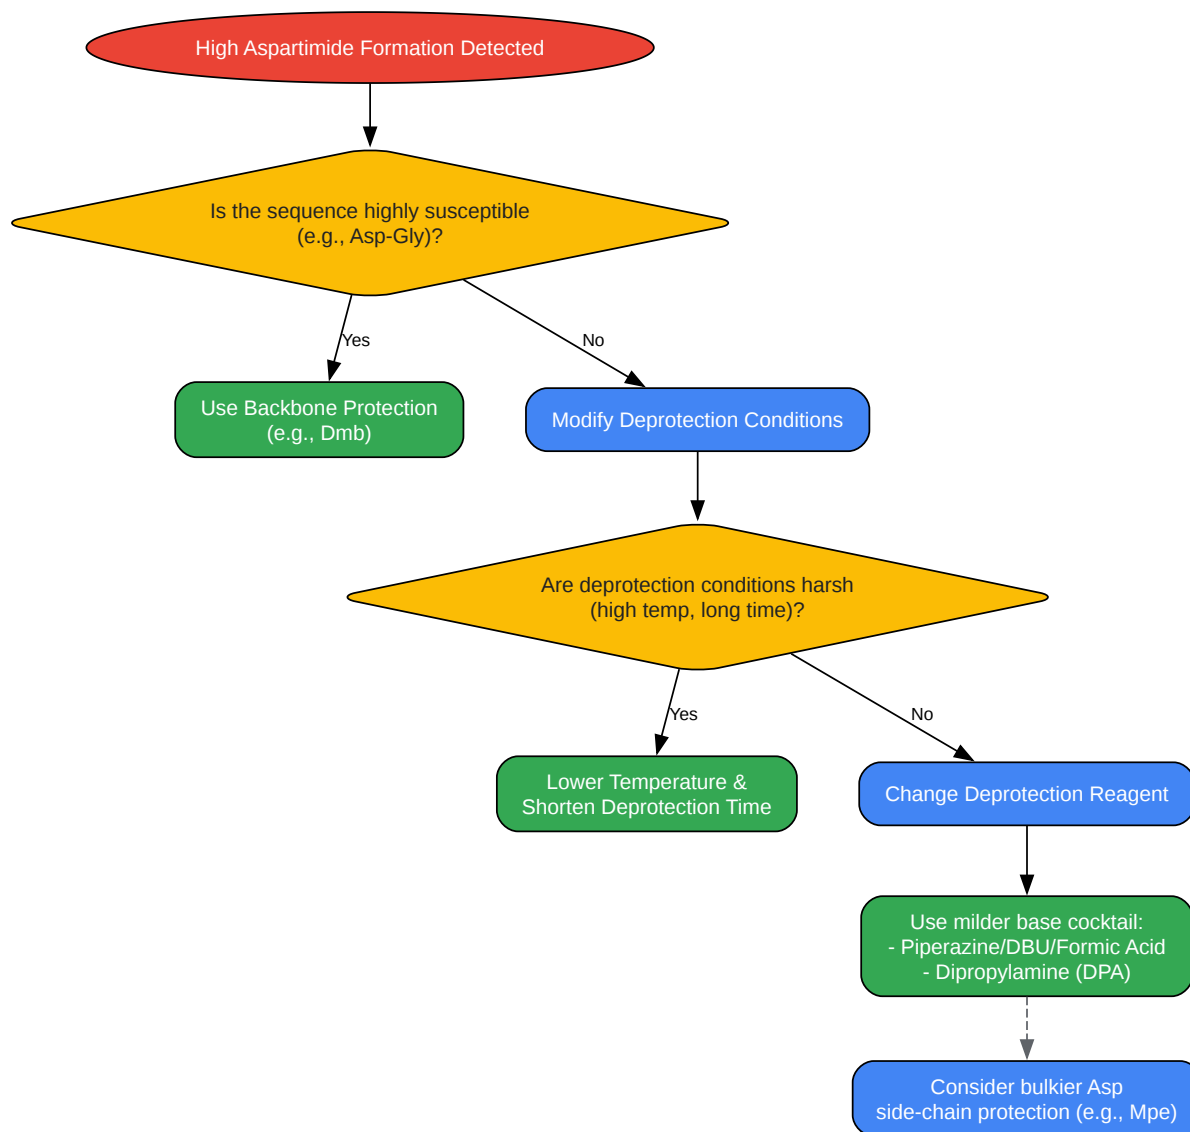 High Aspartimide Formation Detected
Is the sequence highly susceptible
(e.g., Asp-Gly)?
Yes
No
Use Backbone Protection
(e.g., Dmb)
Modify Deprotection Conditions
Are deprotection conditions harsh
(high temp, long time)?
Yes
No
Lower Temperature &
Shorten Deprotection Time
Change Deprotection Reagent
Use milder base cocktail:
- Piperazine/DBU/Formic Acid
- Dipropylamine (DPA)
Consider bulkier Asp
side-chain protection (e.g., Mpe)